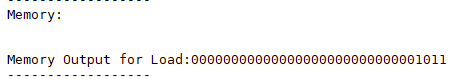 ------------------
Memory:
Memory Output for Load:00000000000000000000000000001011
------------------